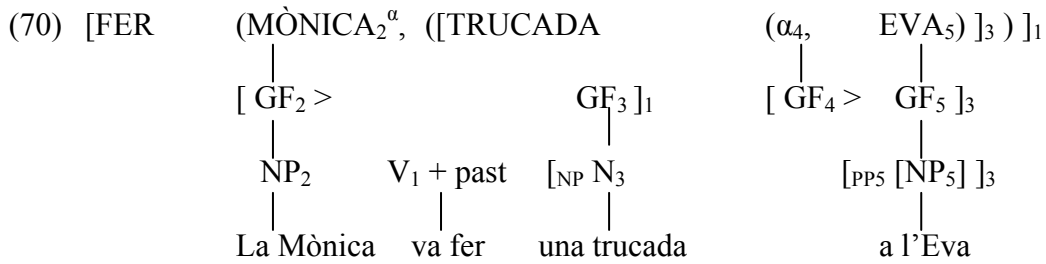 (70) [FER (MÒNICA₂ᵅ, ([TRUCADA (α₄, EVA₅) ]₃ ) ]₁
[ GF₂ > GF₃ ]₁ [ GF₄ > GF₅ ]₃
NP₂ V₁ + past [NP N₃ [PP5 [NP₅] ]₃
La Mònica va fer una trucada a l’Eva